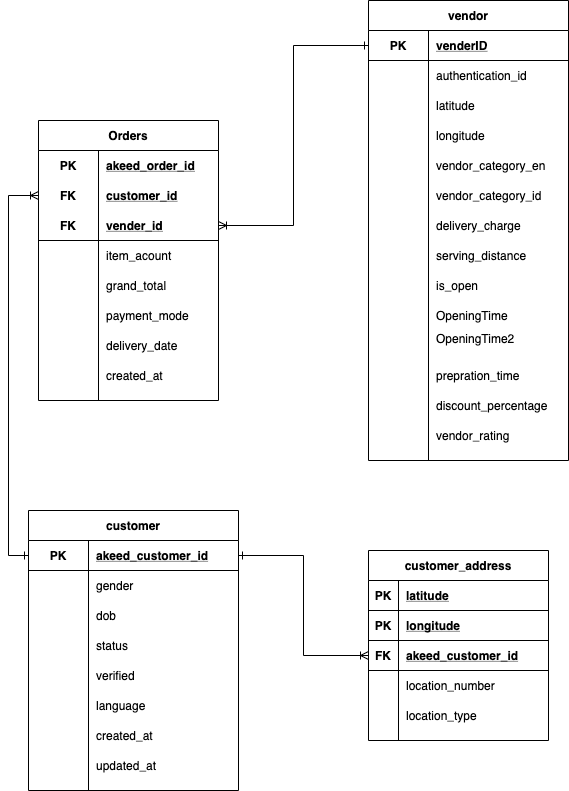 vendor
PK venderID
authentication_id
latitude
longitude
vendor_category_en
vendor_category_id
delivery_charge
serving_distance
is_open
OpeningTime
OpeningTime2
prepration_time
discount_percentage
vendor_rating
Orders
PK akeed_order_id
FK customer_id
FK vender_id
item_acount
grand_total
payment_mode
delivery_date
created_at
customer
PK akeed_customer_id
gender
dob
status
verified
language
created_at
updated_at
customer_address
PK latitude
PK longitude
FK akeed_customer_id
location_number
location_type